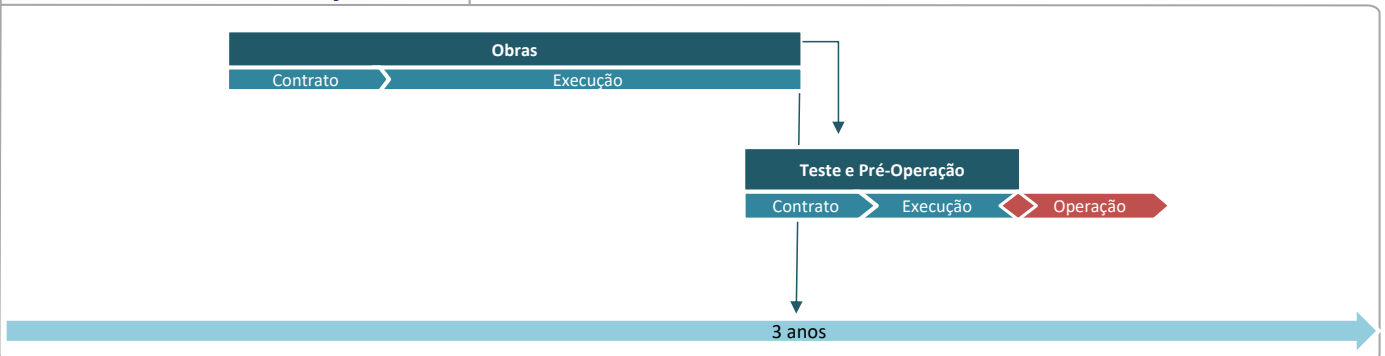 Obras
Contrato Execução
Teste e Pré-Operação
Contrato Execução Operação
3 anos